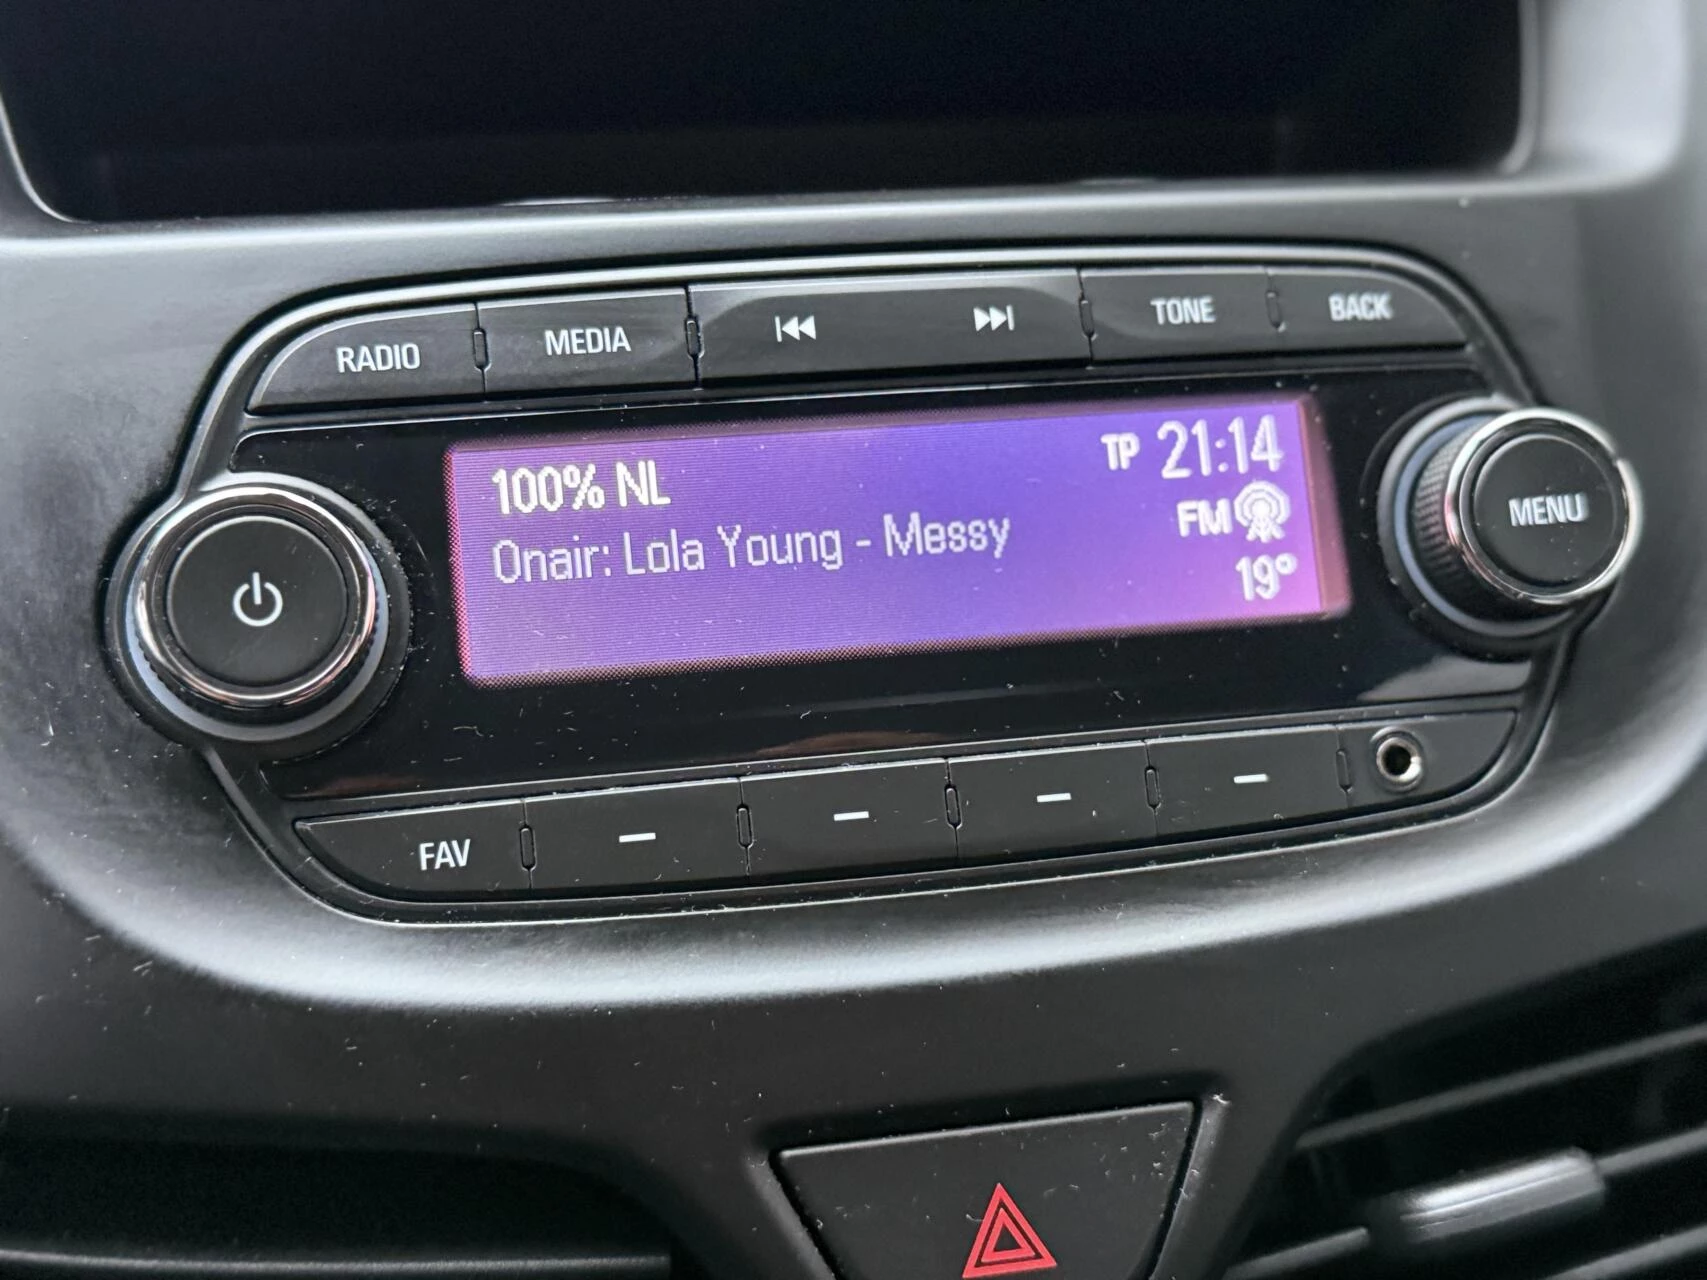 RADIO MEDIA TONE BACK
100% NL
TP 21:14
Onair: Lola Young - Messy
FM
19°
MENU
FAV